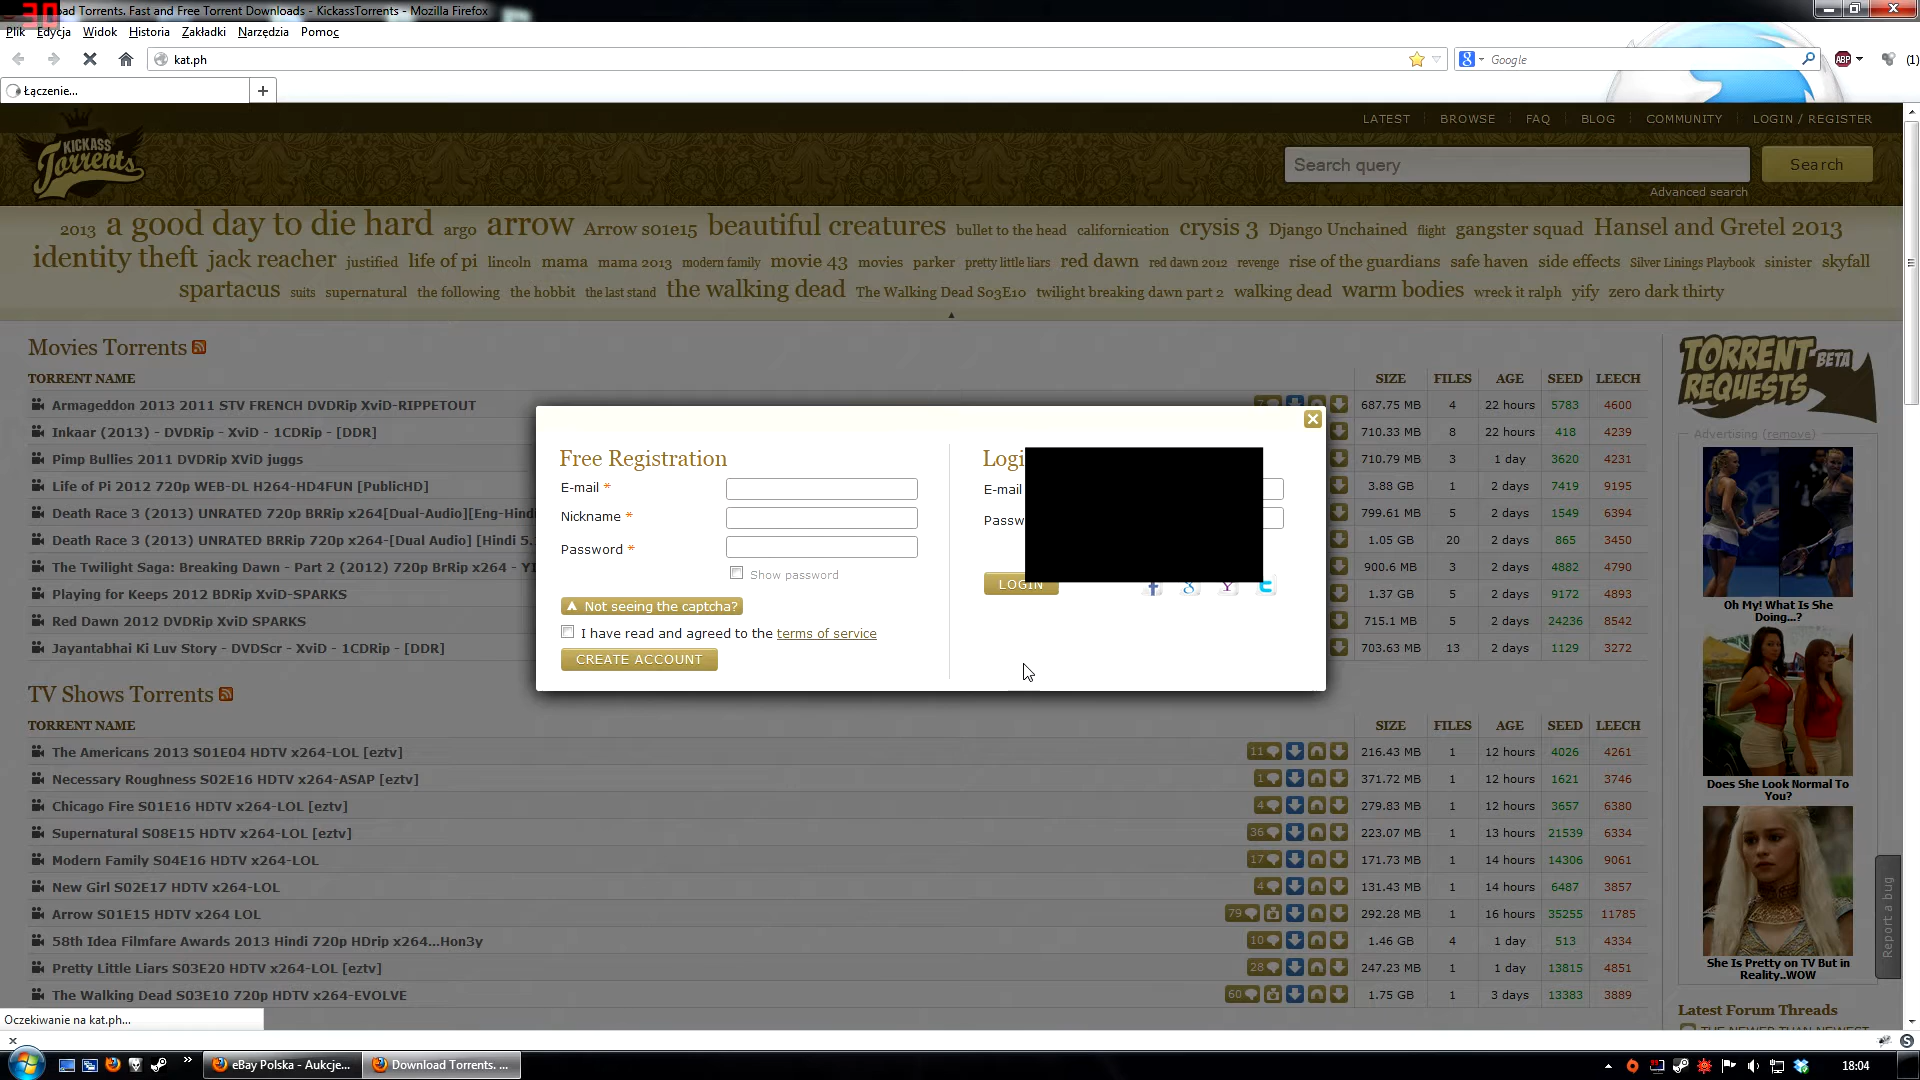 30
ad Torrents. Fast and Free Torrent Downloads - KickassTorrents - Mozilla Firefox
Plik Edycja Widok Historia Zakładki Narzędzia Pomoc
kat.ph
Google
ABP
(1)
Łączenie...
KICKASS
Torrents
LATEST BROWSE FAQ BLOG COMMUNITY LOGIN / REGISTER
Search query Search
Advanced search
2013 a good day to die hard argo arrow Arrow s01e15 beautiful creatures bullet to the head californication crysis 3 Django Unchained flight gangster squad Hansel and Gretel 2013
identity theft jack reacher justified life of pi lincoln mama mama 2013 modern family movie 43 movies parker pretty little liars red dawn red dawn 2012 revenge rise of the guardians safe haven side effects Silver Linings Playbook sinister skyfall
spartacus suits supernatural the following the hobbit the last stand the walking dead The Walking Dead S03E10 twilight breaking dawn part 2 walking dead warm bodies wreck it ralph yify zero dark thirty
Movies Torrents
TORRENT NAME SIZE FILES AGE SEED LEECH
Armageddon 2013 2011 STV FRENCH DVDRip XviD-RIPPETOUT 7 687.75 MB 4 22 hours 5783 4600
Inkaar (2013) - DVDRip - XviD - 1CDRip - [DDR] 710.33 MB 8 22 hours 418 4239
Pimp Bullies 2011 DVDRip XViD juggs 710.79 MB 3 1 day 3620 4231
Life of Pi 2012 720p WEB-DL H264-HD4FUN [PublicHD] 3.88 GB 1 2 days 7419 9195
Death Race 3 (2013) UNRATED 720p BRRip x264[Dual-Audio][Eng-Hind 799.61 MB 5 2 days 1549 6394
Death Race 3 (2013) UNRATED BRRip 720p x264-[Dual Audio] [Hindi 5. 1.05 GB 20 2 days 865 3450
The Twilight Saga: Breaking Dawn - Part 2 (2012) 720p BrRip x264 - YI 900.6 MB 3 2 days 4882 4790
Playing for Keeps 2012 BDRip XviD-SPARKS 1.37 GB 5 2 days 9172 4893
Red Dawn 2012 DVDRip XviD SPARKS 715.1 MB 5 2 days 24236 8542
Jayantabhai Ki Luv Story - DVDScr - XviD - 1CDRip - [DDR] 703.63 MB 13 2 days 1129 3272
Free Registration
E-mail *
Nickname *
Password *
Show password
Not seeing the captcha?
I have read and agreed to the terms of service
CREATE ACCOUNT
Logi
E-mail
Passw
LOGIN
TORRENT BETA
REQUESTS
Advertising (remove)
Oh My! What Is She
Doing...?
Does She Look Normal To
You?
She Is Pretty on TV But in
Reality..WOW
Latest Forum Threads
Report a bug
TV Shows Torrents
TORRENT NAME SIZE FILES AGE SEED LEECH
The Americans 2013 S01E04 HDTV x264-LOL [eztv] 11 216.43 MB 1 12 hours 4026 4261
Necessary Roughness S02E16 HDTV x264-ASAP [eztv] 1 371.72 MB 1 12 hours 1621 3746
Chicago Fire S01E16 HDTV x264-LOL [eztv] 4 279.83 MB 1 12 hours 3657 6380
Supernatural S08E15 HDTV x264-LOL [eztv] 36 223.07 MB 1 13 hours 21539 6334
Modern Family S04E16 HDTV x264-LOL 17 171.73 MB 1 14 hours 14306 9061
New Girl S02E17 HDTV x264-LOL 4 131.43 MB 1 14 hours 6487 3857
Arrow S01E15 HDTV x264 LOL 79 292.28 MB 1 16 hours 35255 11785
58th Idea Filmfare Awards 2013 Hindi 720p HDrip x264...Hon3y 10 1.46 GB 4 1 day 513 4334
Pretty Little Liars S03E20 HDTV x264-LOL [eztv] 28 247.23 MB 1 1 day 13815 4851
The Walking Dead S03E10 720p HDTV x264-EVOLVE 60 1.75 GB 1 3 days 13383 3889
Oczekiwanie na kat.ph...
eBay Polska - Aukcje... Download Torrents. ... 18:04